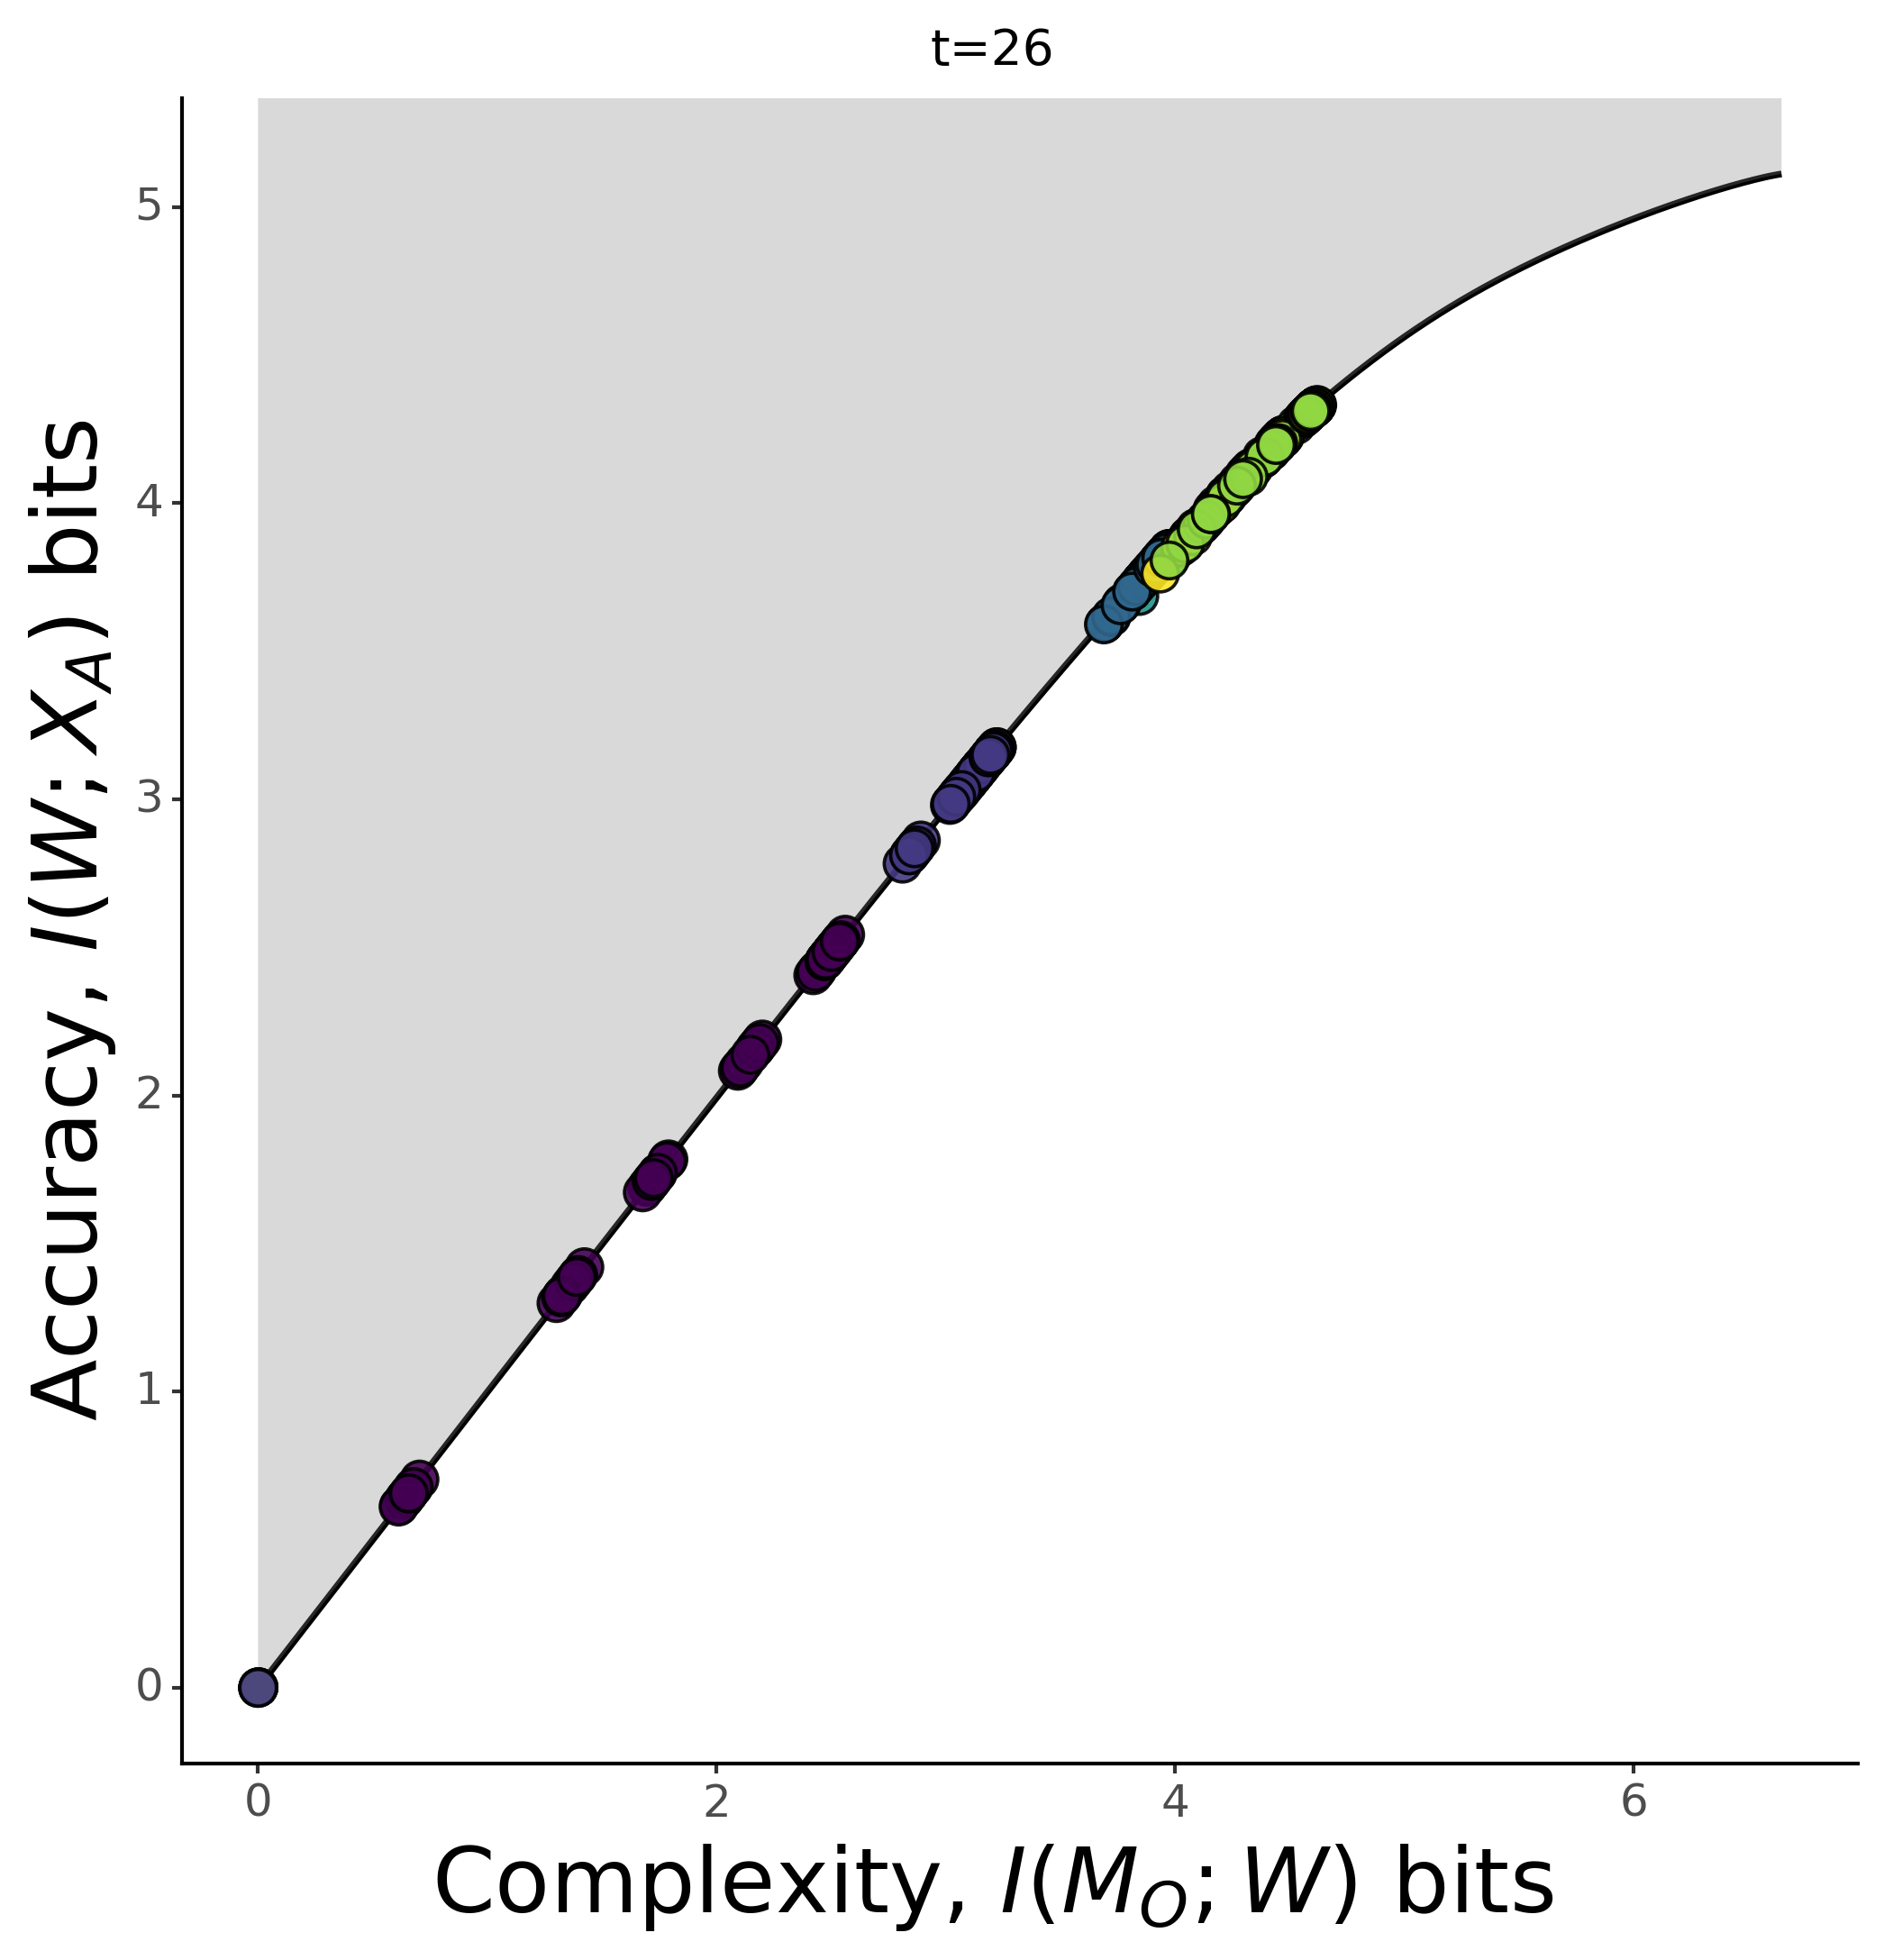 t=26
Accuracy, I(W; X_A) bits
5
4
3
2
1
0
0 2 4 6
Complexity, I(M_O; W) bits